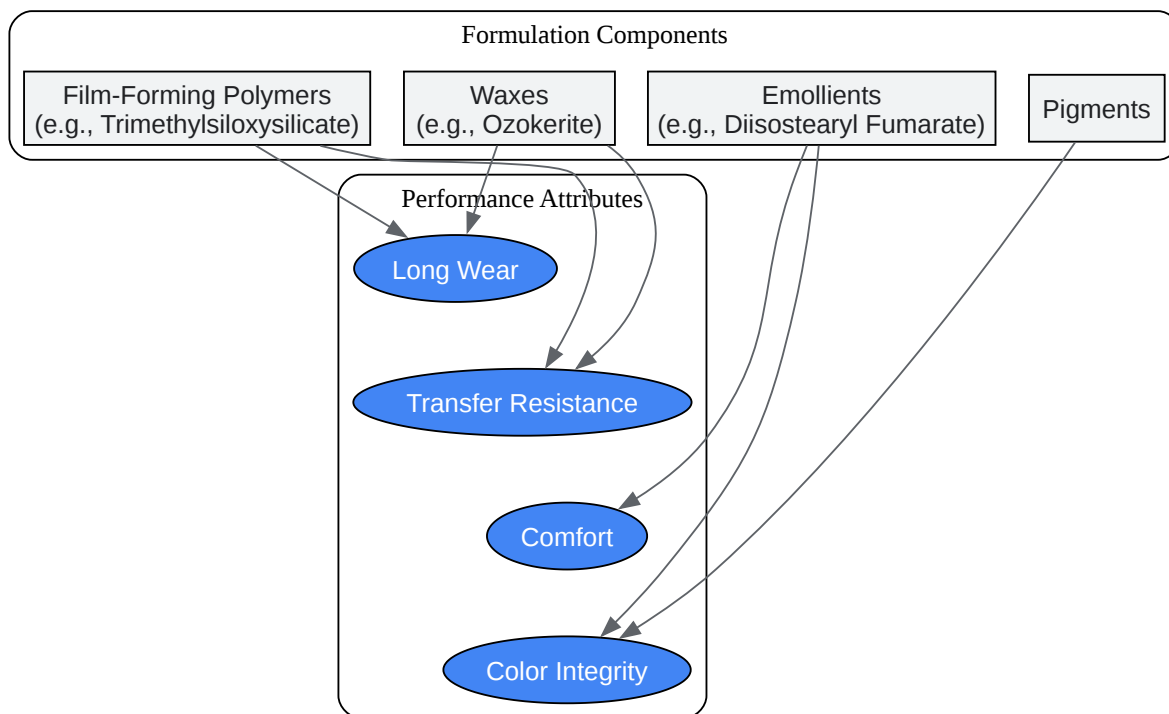 Formulation Components
Film-Forming Polymers
(e.g., Trimethylsiloxysilicate)
Waxes
(e.g., Ozokerite)
Emollients
(e.g., Diisostearyl Fumarate)
Pigments
Performance Attributes
Long Wear
Transfer Resistance
Comfort
Color Integrity